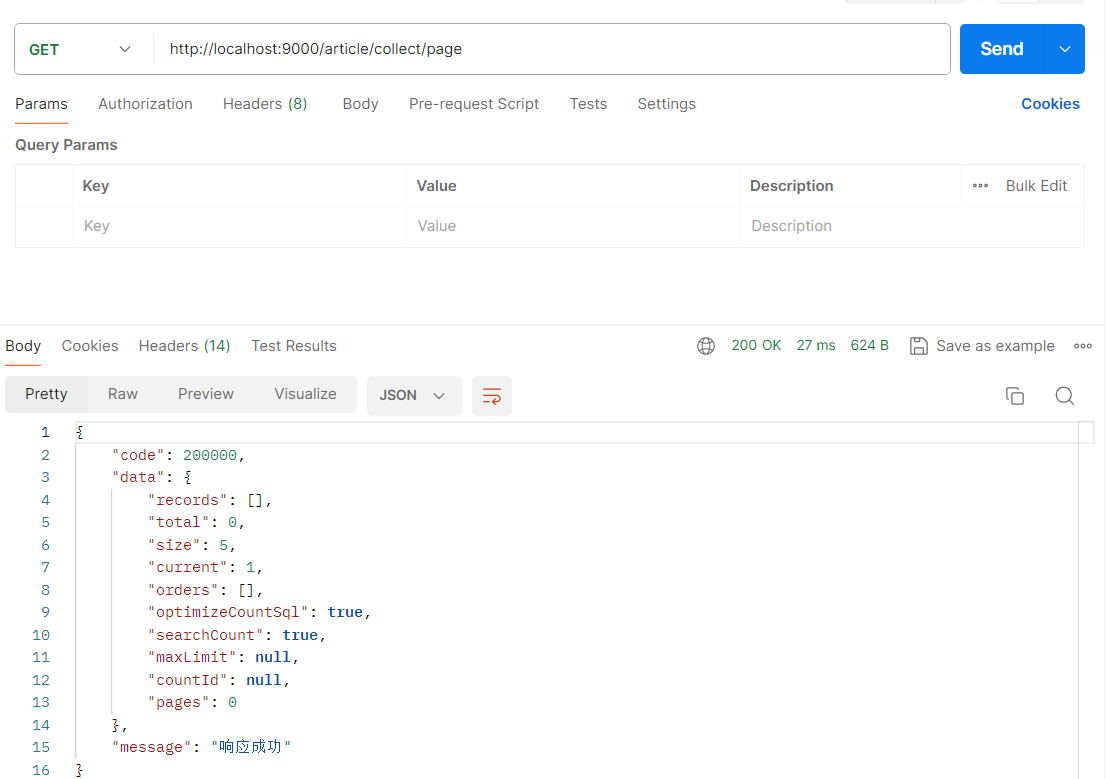 GET http://localhost:9000/article/collect/page Send
Params Authorization Headers (8) Body Pre-request Script Tests Settings Cookies
Query Params
Key Value Description Bulk Edit
Key Value Description
Body Cookies Headers (14) Test Results 200 OK 27 ms 624 B Save as example
Pretty Raw Preview Visualize JSON
1 {
2 "code": 200000,
3 "data": {
4 "records": [],
5 "total": 0,
6 "size": 5,
7 "current": 1,
8 "orders": [],
9 "optimizeCountSql": true,
10 "searchCount": true,
11 "maxLimit": null,
12 "countId": null,
13 "pages": 0
14 },
15 "message": "响应成功"
16 }